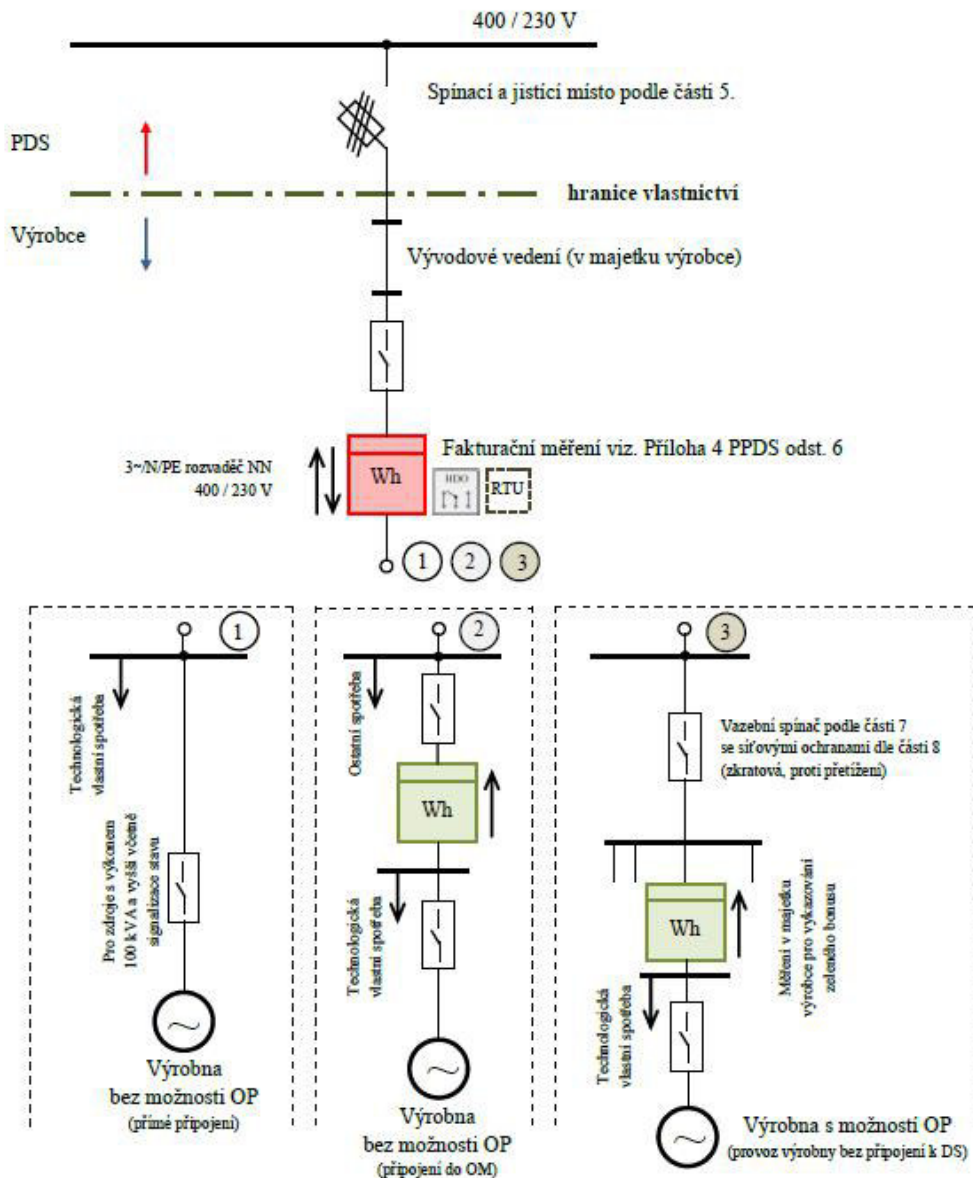 400 / 230 V
Spínací a jistící místo podle části 5.
PDS
hranice vlastnictví
Výrobce
Vývodové vedení (v majetku výrobce)
Fakturační měření viz. Příloha 4 PPDS odst. 6
3~/N/PE rozvaděč NN
400 / 230 V
Wh
HDO
RTU
1
2
3
1
Technologická
vlastní spotřeba
Pro zdroje s výkonem
100 kVA a vyšší včetně
signalizace stavu
Výrobna
bez možnosti OP
(přímé připojení)
2
Ostatní spotřeba
Wh
Technologická
vlastní spotřeba
Výrobna
bez možnosti OP
(připojení do OM)
3
Vazební spínač podle části 7
se síťovými ochranami dle části 8
(zkratová, proti přetížení)
Wh
Měření v majetku
výrobce pro vykazování
zeleného bonusu
Technologická
vlastní spotřeba
Výrobna s možností OP
(provoz výrobny bez připojení k DS)